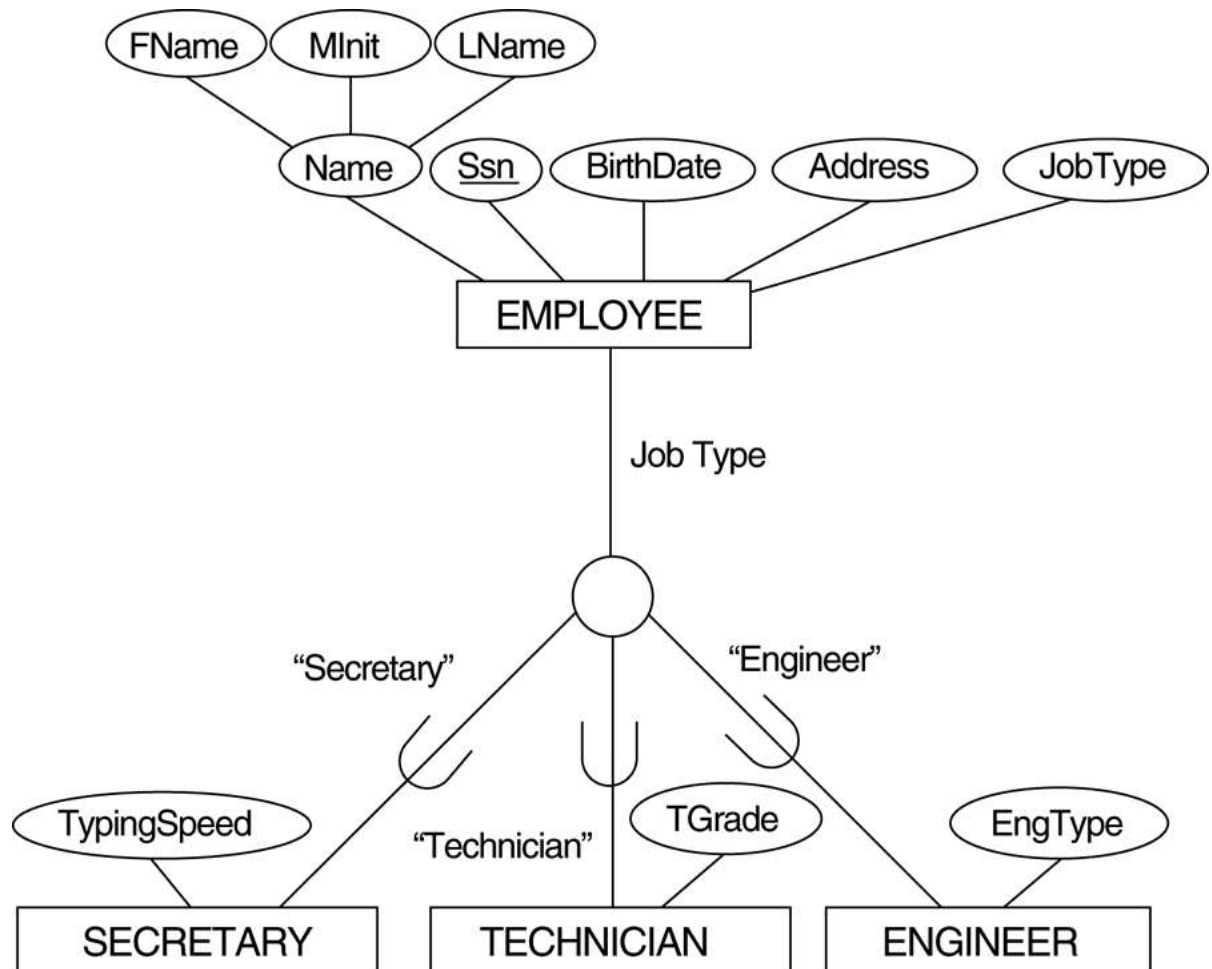 FName MInit LName
Name Ssn BirthDate Address JobType
EMPLOYEE
Job Type
“Secretary” “Engineer”
TypingSpeed “Technician” TGrade EngType
SECRETARY TECHNICIAN ENGINEER